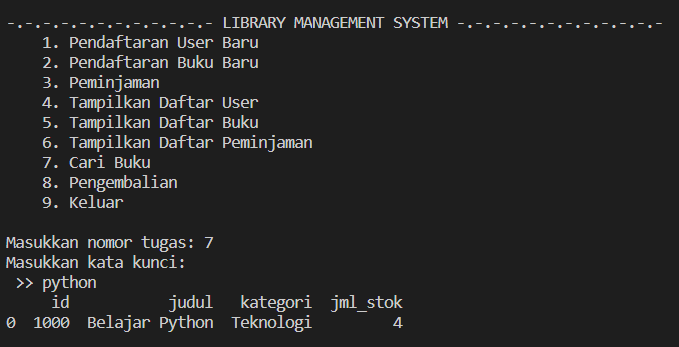 -.-.-.-.-.-.-.-.-.-.-.- LIBRARY MANAGEMENT SYSTEM -.-.-.-.-.-.-.-.-.-.-.-
1. Pendaftaran User Baru
2. Pendaftaran Buku Baru
3. Peminjaman
4. Tampilkan Daftar User
5. Tampilkan Daftar Buku
6. Tampilkan Daftar Peminjaman
7. Cari Buku
8. Pengembalian
9. Keluar
Masukkan nomor tugas: 7
Masukkan kata kunci:
>> python
id judul kategori jml_stok
0 1000 Belajar Python Teknologi 4